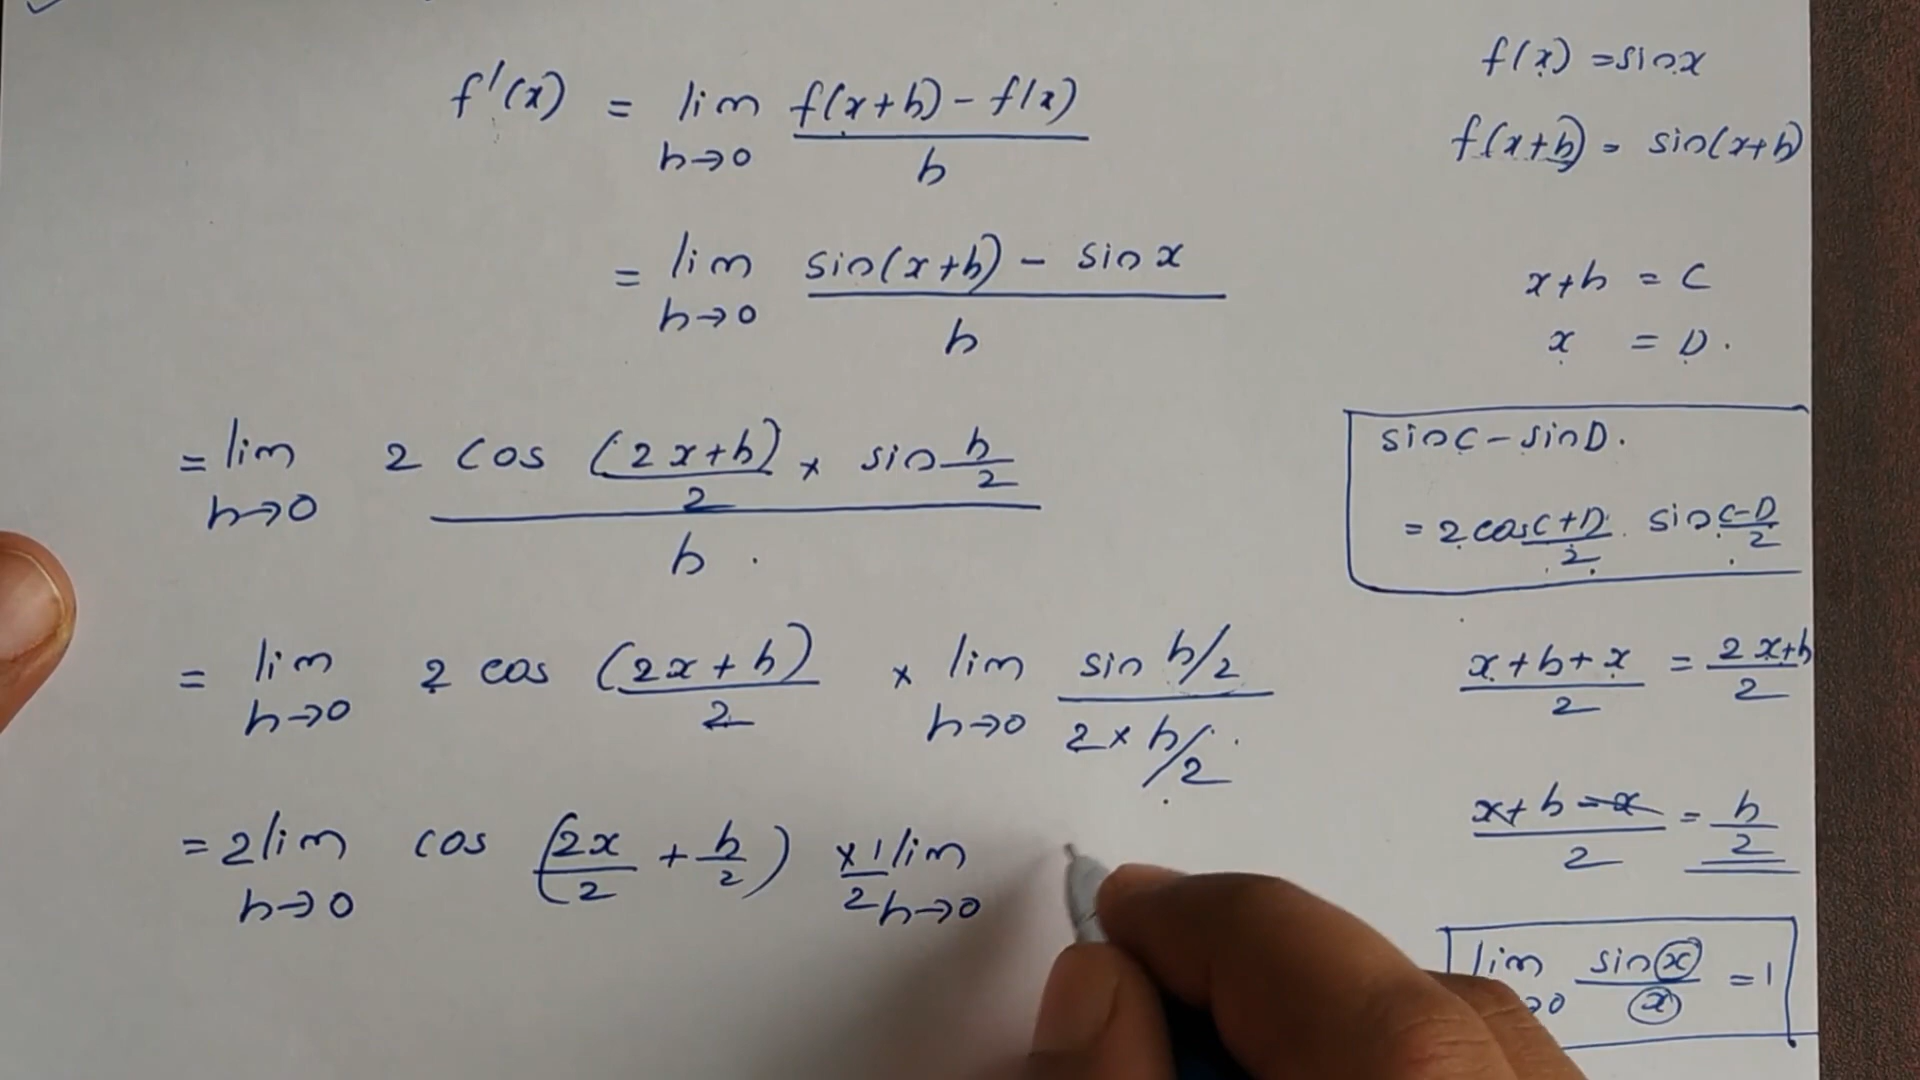 f'(x) = lim f(x+h) - f(x)
h→0 h
= lim sin(x+h) - sin x
h→0 h
= lim 2 cos (2x+h) × sin h/2
h→0 2
h .
= lim 2 cos (2x+h) × lim sin h/2
h→0 2 h→0 2 × h/2
= 2 lim cos (2x/2 + h/2) × 1/2 lim
h→0 h→0
f(x) = sin x
f(x+h) = sin(x+h)
x+h = C
x = D.
sin C - sin D.
= 2 cos C+D/2 . sin C-D/2
x+h+x/2 = 2x+h/2
x+h-x/2 = h/2
lim sin x/x = 1
→0